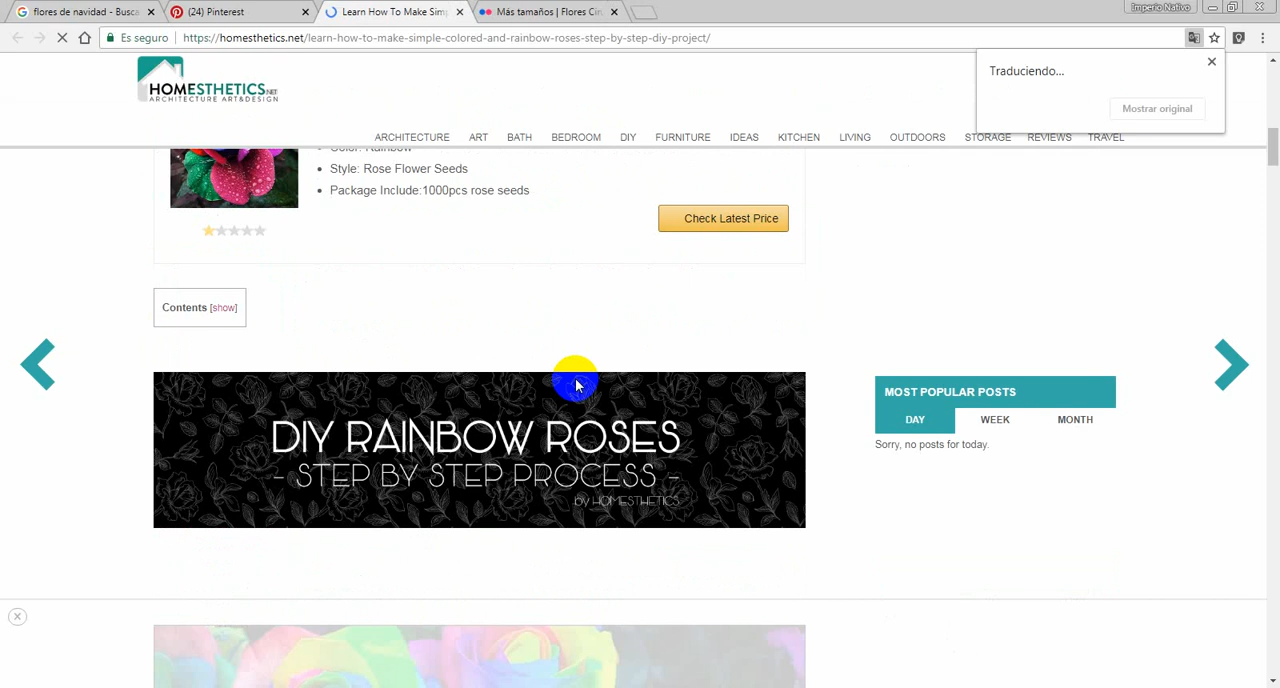 flores de navidad - Busca
(24) Pinterest
Learn How To Make Sim
Más tamaños | Flores Ci
Imperio Nativo
Es seguro
https://homesthetics.net/learn-how-to-make-simple-colored-and-rainbow-roses-step-by-step-diy-project/
Traduciendo...
Mostrar original
HOMESTHETICS.NET
ARCHITECTURE ART&DESIGN
ARCHITECTURE ART BATH BEDROOM DIY FURNITURE IDEAS KITCHEN LIVING OUTDOORS STORAGE REVIEWS TRAVEL
Color: Rainbow
Style: Rose Flower Seeds
Package Include:1000pcs rose seeds
Check Latest Price
Contents [show]
DIY RAINBOW ROSES
- STEP BY STEP PROCESS -
by HOMESTHETICS
MOST POPULAR POSTS
DAY WEEK MONTH
Sorry, no posts for today.